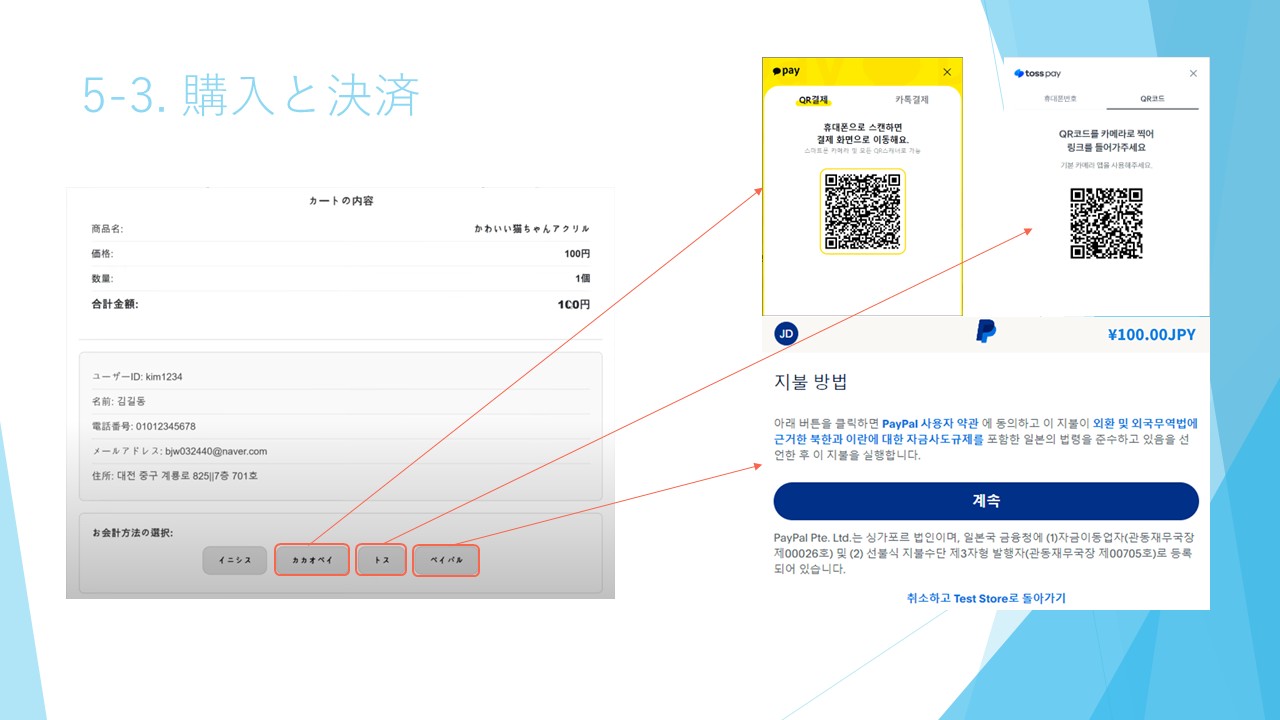 5-3. 購入と決済
カートの内容
商品名: かわいい猫ちゃんアクリル
価格: 100円
数量: 1個
合計金額: 100円
ユーザーID: kim1234
名前: 김길동
電話番号: 01012345678
メールアドレス: bjw032440@naver.com
住所: 대전 중구 계룡로 825||7층 701호
お会計方法の選択:
イニシス カカオペイ トス ペイパル
pay
QR결제 카톡결제
휴대폰으로 스캔하면
결제 화면으로 이동해요.
스마트폰 카메라 및 모든 QR스캐너로 가능
toss pay
휴대폰번호 QR코드
QR코드를 카메라로 찍어
링크를 들어가주세요
기본 카메라 앱을 사용해주세요.
JD ¥100.00JPY
지불 방법
아래 버튼을 클릭하면 PayPal 사용자 약관 에 동의하고 이 지불이 외환 및 외국무역법에
근거한 북한과 이란에 대한 자금사도규제를 포함한 일본의 법령을 준수하고 있음을 선
언한 후 이 지불을 실행합니다.
계속
PayPal Pte. Ltd.는 싱가포르 법인이며, 일본국 금융청에 (1)자금이동업자(관동재무국장
제00026호) 및 (2) 선불식 지불수단 제3자형 발행자(관동재무국장 제00705호)로 등록
되어 있습니다.
취소하고 Test Store로 돌아가기